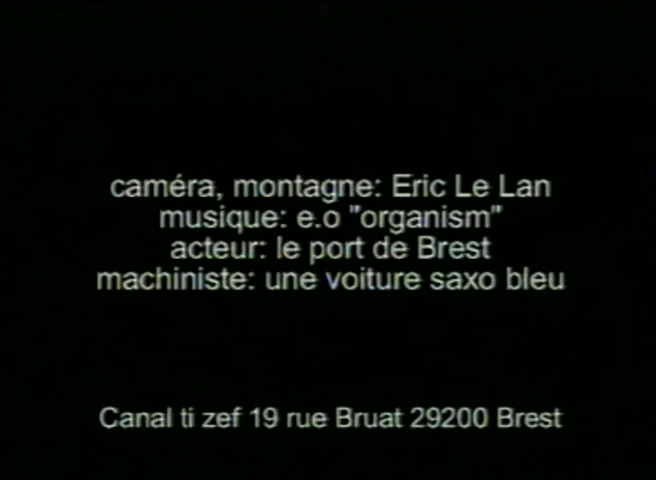 caméra, montagne: Eric Le Lan
musique: e.o "organism"
acteur: le port de Brest
machiniste: une voiture saxo bleu
Canal ti zef 19 rue Bruat 29200 Brest